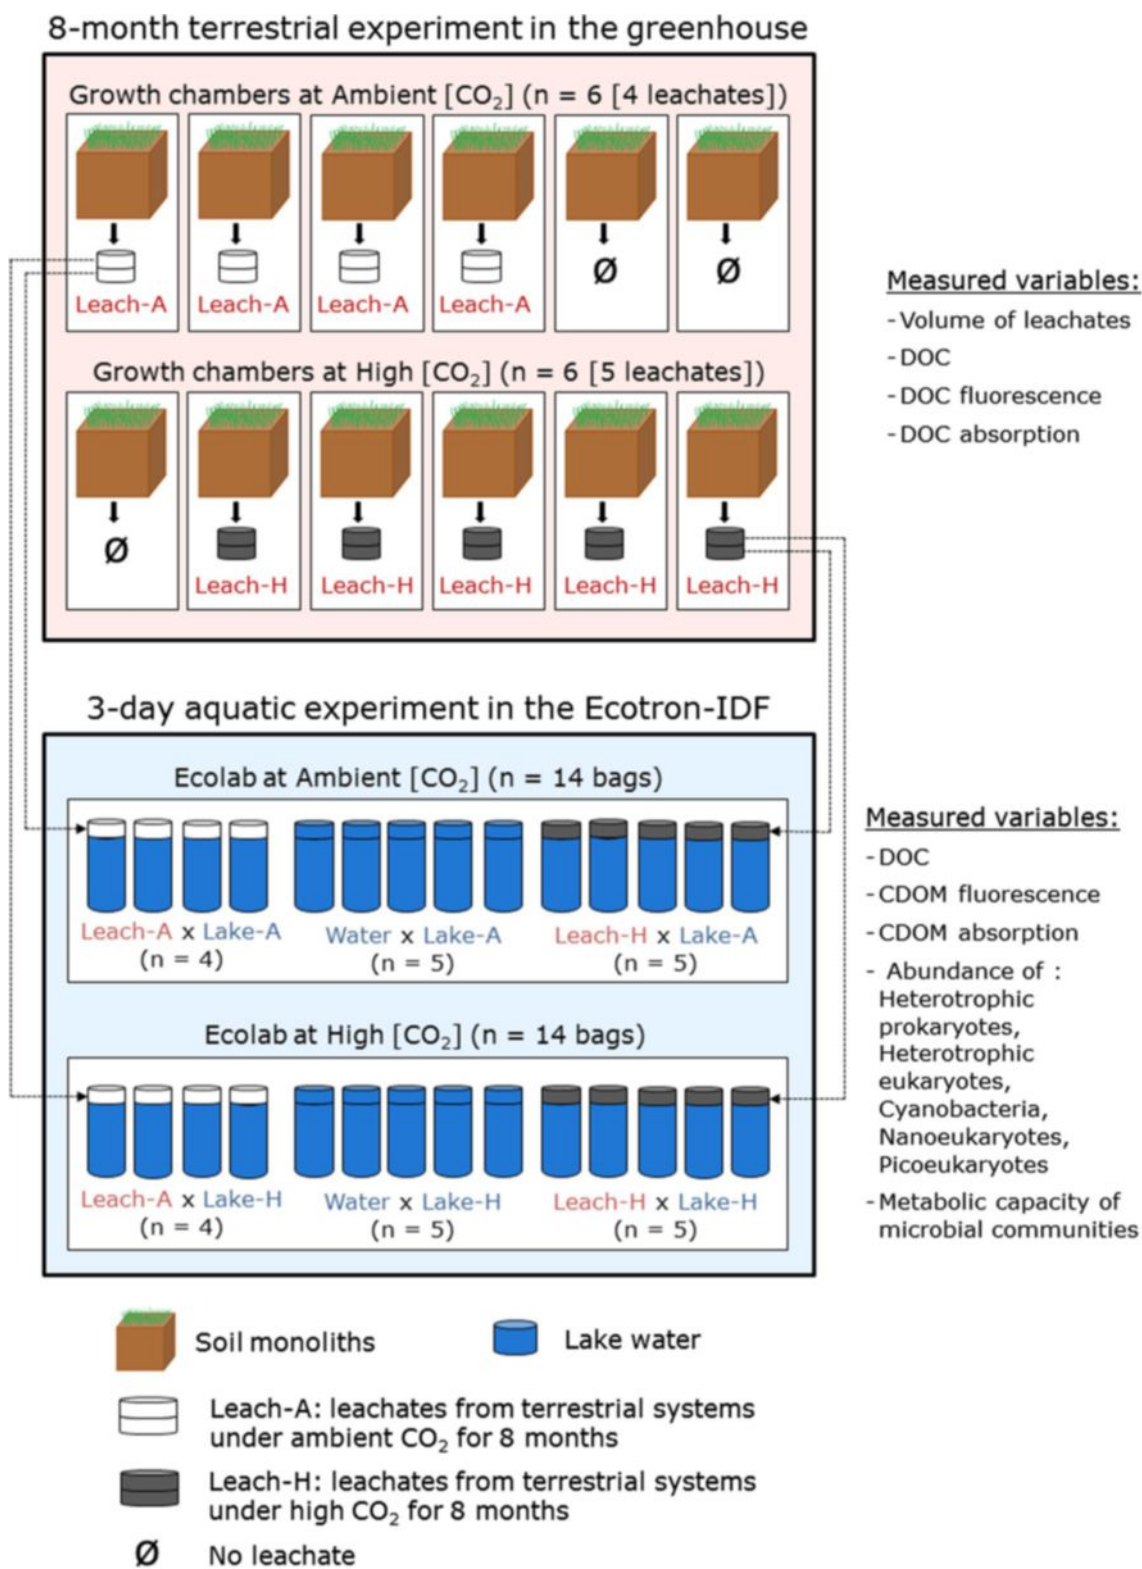 8-month terrestrial experiment in the greenhouse
Growth chambers at Ambient [CO₂] (n = 6 [4 leachates])
Ø Ø
Leach-A Leach-A Leach-A Leach-A
Growth chambers at High [CO₂] (n = 6 [5 leachates])
Ø
Leach-H Leach-H Leach-H Leach-H Leach-H
Measured variables:
- Volume of leachates
- DOC
- DOC fluorescence
- DOC absorption
3-day aquatic experiment in the Ecotron-IDF
Ecolab at Ambient [CO₂] (n = 14 bags)
Leach-A x Lake-A Water x Lake-A Leach-H x Lake-A
(n = 4) (n = 5) (n = 5)
Ecolab at High [CO₂] (n = 14 bags)
Leach-A x Lake-H Water x Lake-H Leach-H x Lake-H
(n = 4) (n = 5) (n = 5)
Measured variables:
- DOC
- CDOM fluorescence
- CDOM absorption
- Abundance of :
Heterotrophic
prokaryotes,
Heterotrophic
eukaryotes,
Cyanobacteria,
Nanoeukaryotes,
Picoeukaryotes
- Metabolic capacity of
microbial communities
Soil monoliths
Lake water
Leach-A: leachates from terrestrial systems
under ambient CO₂ for 8 months
Leach-H: leachates from terrestrial systems
under high CO₂ for 8 months
Ø No leachate